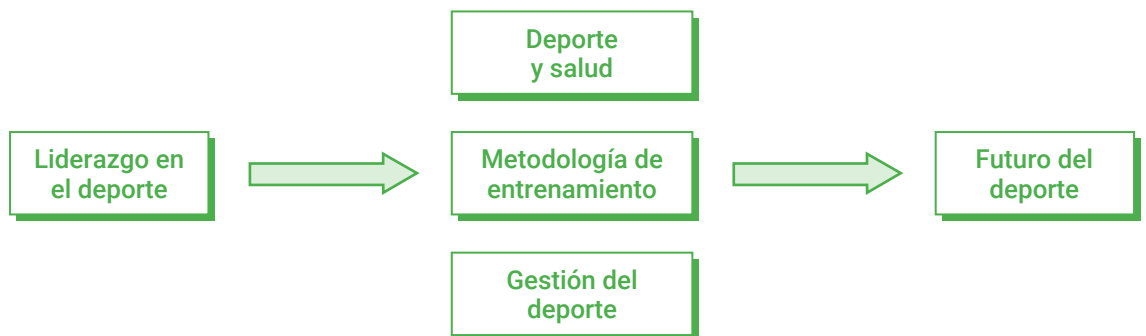 Deporte
y salud
Liderazgo en
el deporte
Metodología de
entrenamiento
Futuro del
deporte
Gestión del
deporte